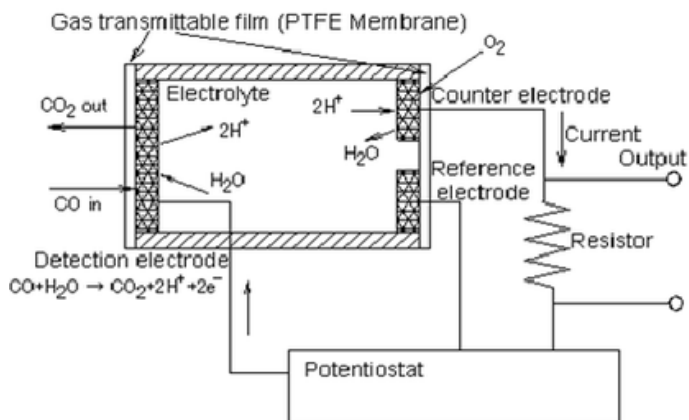 Gas transmittable film (PTFE Membrane)
O₂
CO₂ out
Electrolyte
2H⁺
2H⁺
Counter electrode
H₂O
Current
Output
H₂O
CO in
Reference
electrode
Resistor
Detection electrode
CO+H₂O → CO₂+2H⁺+2e⁻
Potentiostat